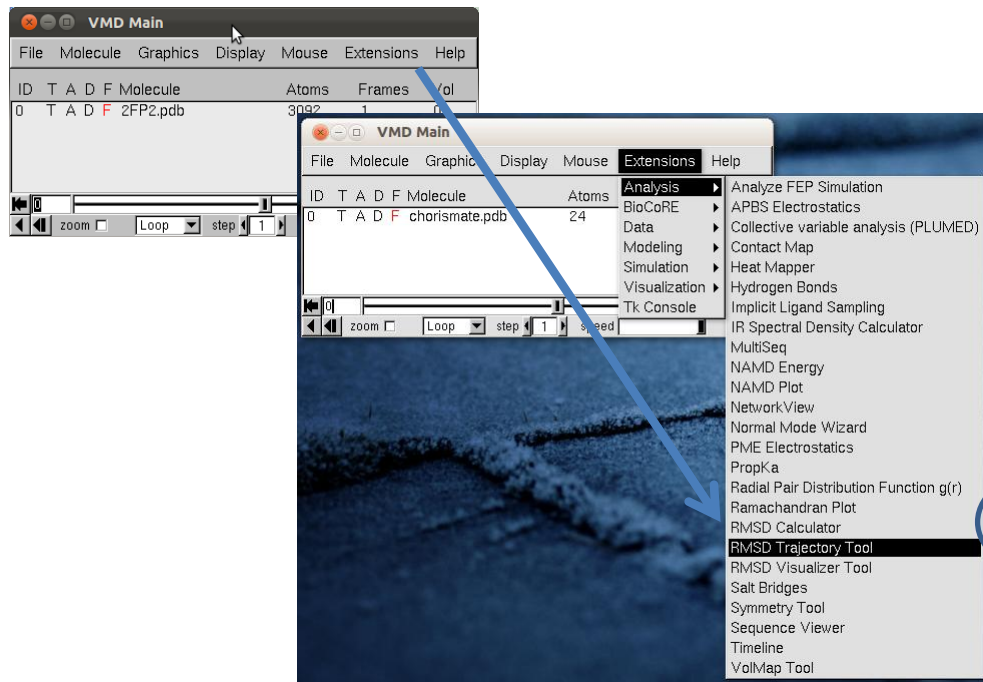 VMD Main
File Molecule Graphics Display Mouse Extensions Help
ID T A D F Molecule Atoms Frames Vol
0 T A D F 2FP2.pdb 3092 1 0
0
zoom Loop step 1
VMD Main
File Molecule Graphics Display Mouse Extensions Help
ID T A D F Molecule Atoms
0 T A D F chorismate.pdb 24
0
zoom Loop step 1 speed
Analysis
BioCoRE
Data
Modeling
Simulation
Visualization
Tk Console
Analyze FEP Simulation
APBS Electrostatics
Collective variable analysis (PLUMED)
Contact Map
Heat Mapper
Hydrogen Bonds
Implicit Ligand Sampling
IR Spectral Density Calculator
MultiSeq
NAMD Energy
NAMD Plot
NetworkView
Normal Mode Wizard
PME Electrostatics
PropKa
Radial Pair Distribution Function g(r)
Ramachandran Plot
RMSD Calculator
RMSD Trajectory Tool
RMSD Visualizer Tool
Salt Bridges
Symmetry Tool
Sequence Viewer
Timeline
VolMap Tool